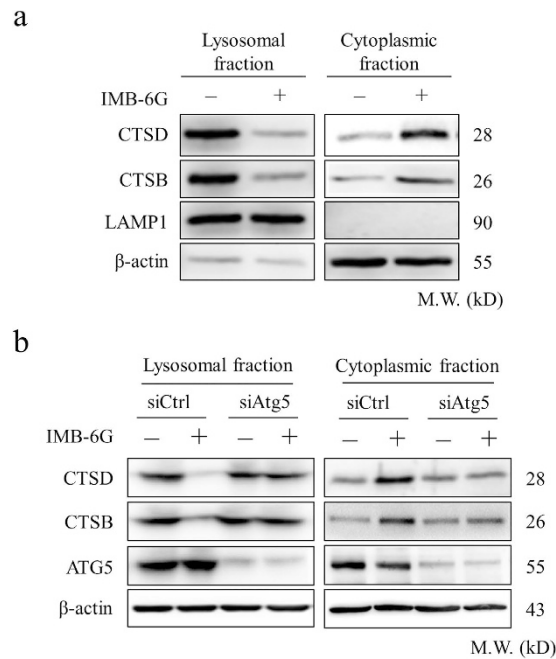 a
Lysosomal fraction Cytoplasmic fraction
IMB-6G − + − +
CTSD 28
CTSB 26
LAMP1 90
β-actin 55
M.W. (kD)
b
Lysosomal fraction Cytoplasmic fraction
siCtrl siAtg5 siCtrl siAtg5
IMB-6G − + − + − + − +
CTSD 28
CTSB 26
ATG5 55
β-actin 43
M.W. (kD)